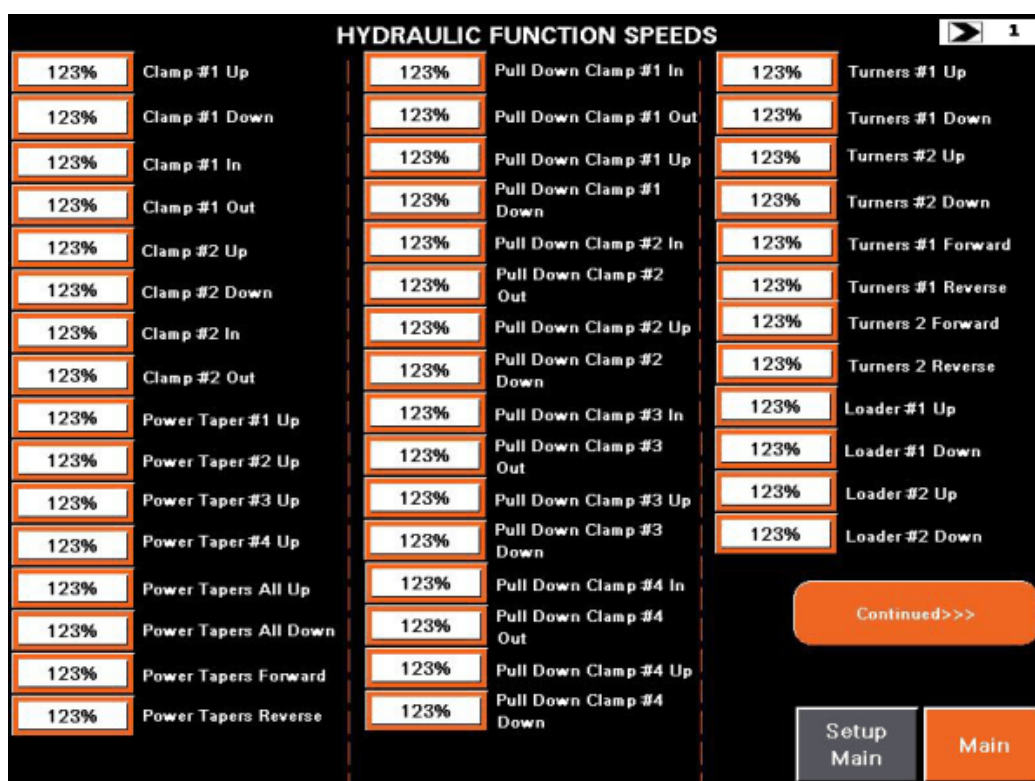 HYDRAULIC FUNCTION SPEEDS
1
123% Clamp #1 Up
123% Clamp #1 Down
123% Clamp #1 In
123% Clamp #1 Out
123% Clamp #2 Up
123% Clamp #2 Down
123% Clamp #2 In
123% Clamp #2 Out
123% Power Taper #1 Up
123% Power Taper #2 Up
123% Power Taper #3 Up
123% Power Taper #4 Up
123% Power Tapers All Up
123% Power Tapers All Down
123% Power Tapers Forward
123% Power Tapers Reverse
123% Pull Down Clamp #1 In
123% Pull Down Clamp #1 Out
123% Pull Down Clamp #1 Up
123% Pull Down Clamp #1
Down
123% Pull Down Clamp #2 In
123% Pull Down Clamp #2
Out
123% Pull Down Clamp #2 Up
123% Pull Down Clamp #2
Down
123% Pull Down Clamp #3 In
123% Pull Down Clamp #3
Out
123% Pull Down Clamp #3 Up
123% Pull Down Clamp #3
Down
123% Pull Down Clamp #4 In
123% Pull Down Clamp #4
Out
123% Pull Down Clamp #4 Up
123% Pull Down Clamp #4
Down
123% Turners #1 Up
123% Turners #1 Down
123% Turners #2 Up
123% Turners #2 Down
123% Turners #1 Forward
123% Turners #1 Reverse
123% Turners 2 Forward
123% Turners 2 Reverse
123% Loader #1 Up
123% Loader #1 Down
123% Loader #2 Up
123% Loader #2 Down
Continued>>>
Setup
Main
Main